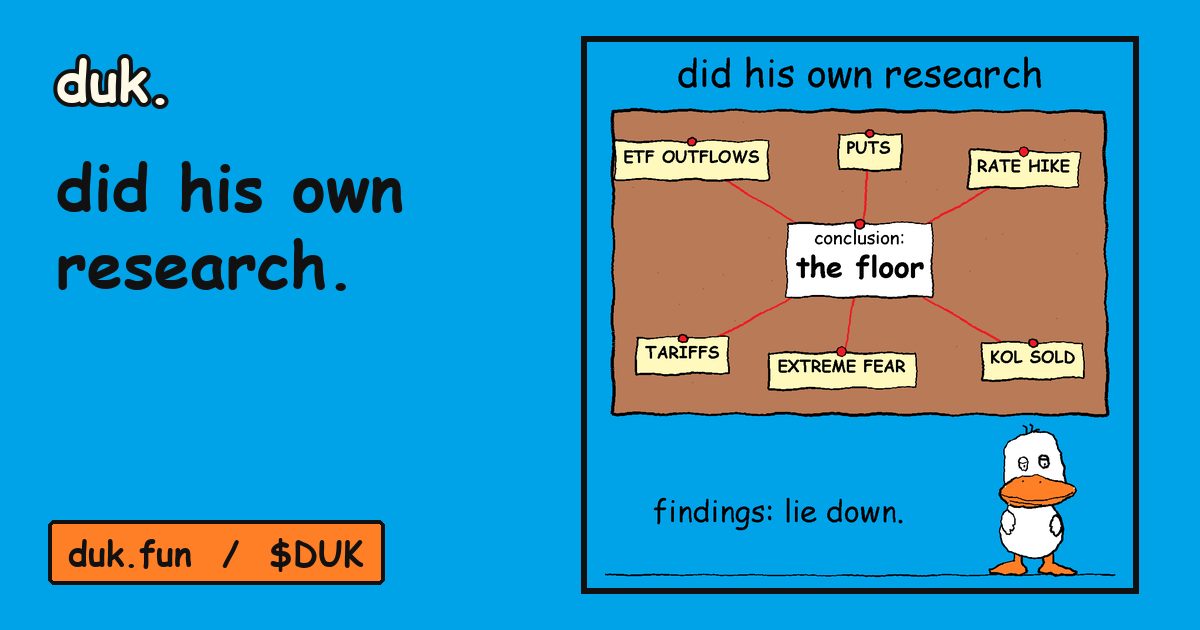 duk.
did his own
research.
duk.fun / $DUK
did his own research
ETF OUTFLOWS
PUTS
RATE HIKE
conclusion:
the floor
TARIFFS
EXTREME FEAR
KOL SOLD
findings: lie down.